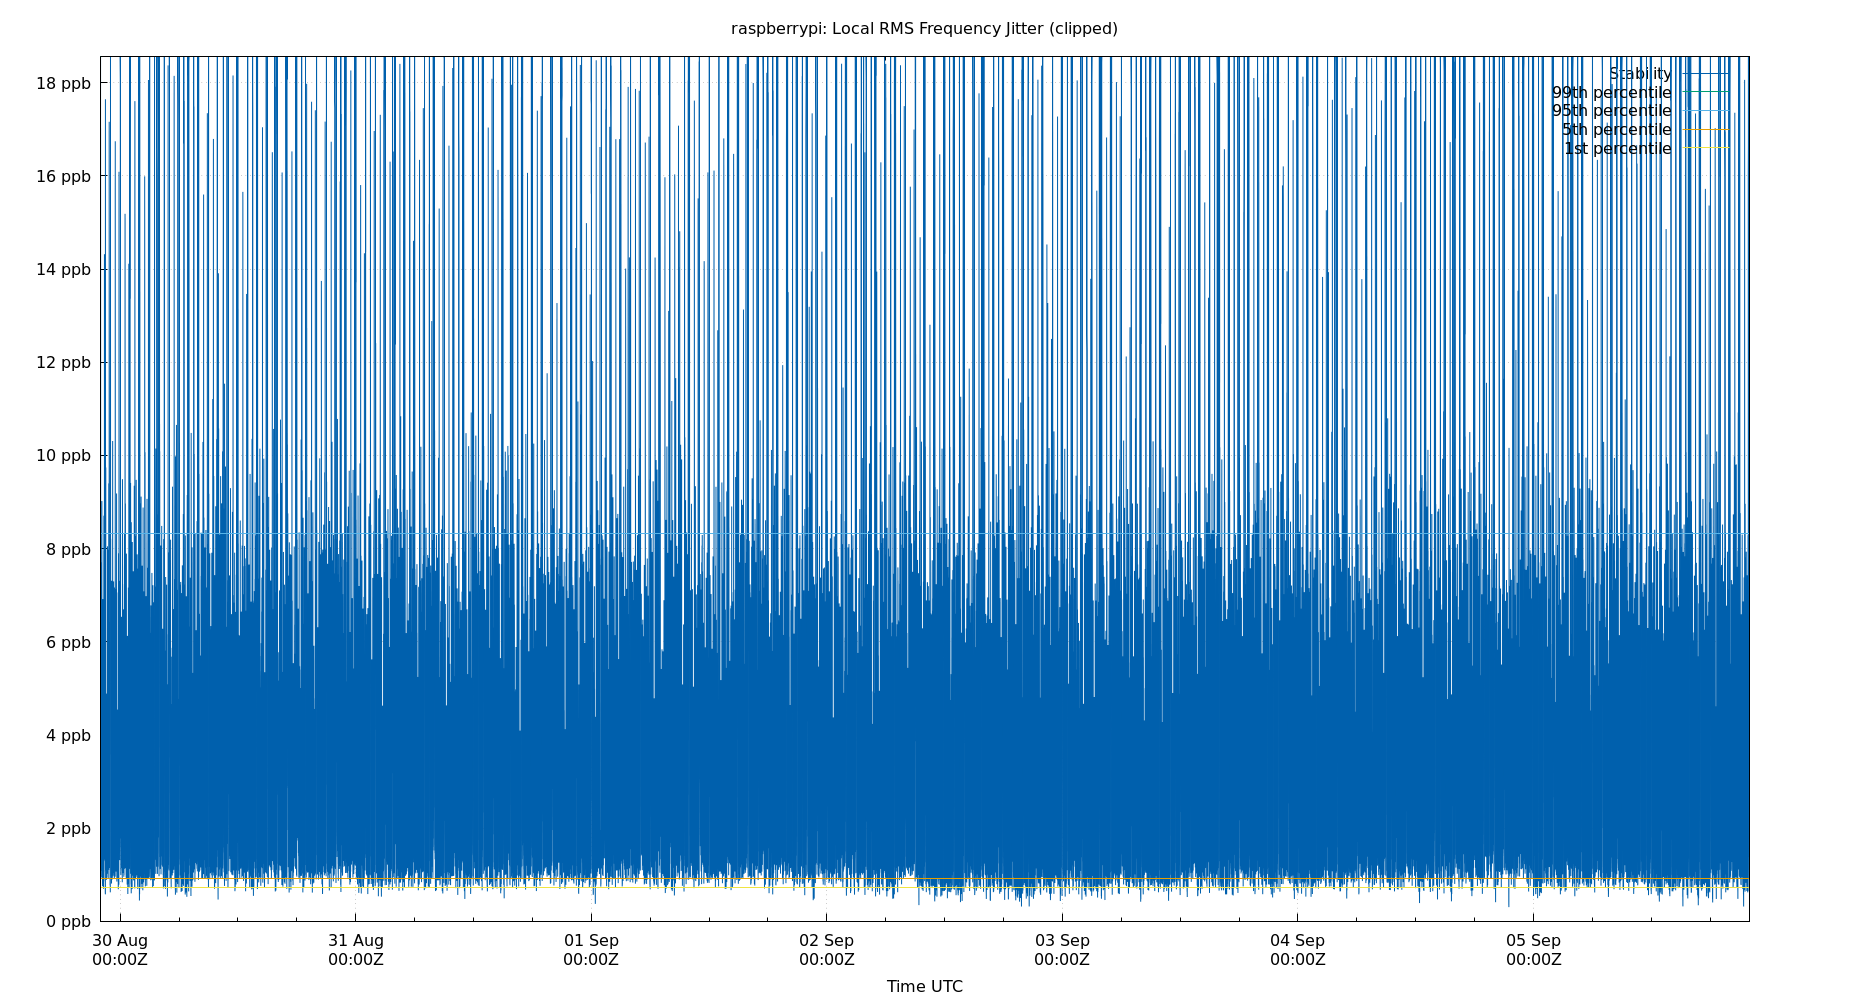 raspberrypi: Local RMS Frequency Jitter (clipped)
18 ppb
16 ppb
14 ppb
12 ppb
10 ppb
8 ppb
6 ppb
4 ppb
2 ppb
0 ppb
Stability
99th percentile
95th percentile
5th percentile
1st percentile
30 Aug 31 Aug 01 Sep 02 Sep 03 Sep 04 Sep 05 Sep
00:00Z 00:00Z 00:00Z 00:00Z 00:00Z 00:00Z 00:00Z
Time UTC